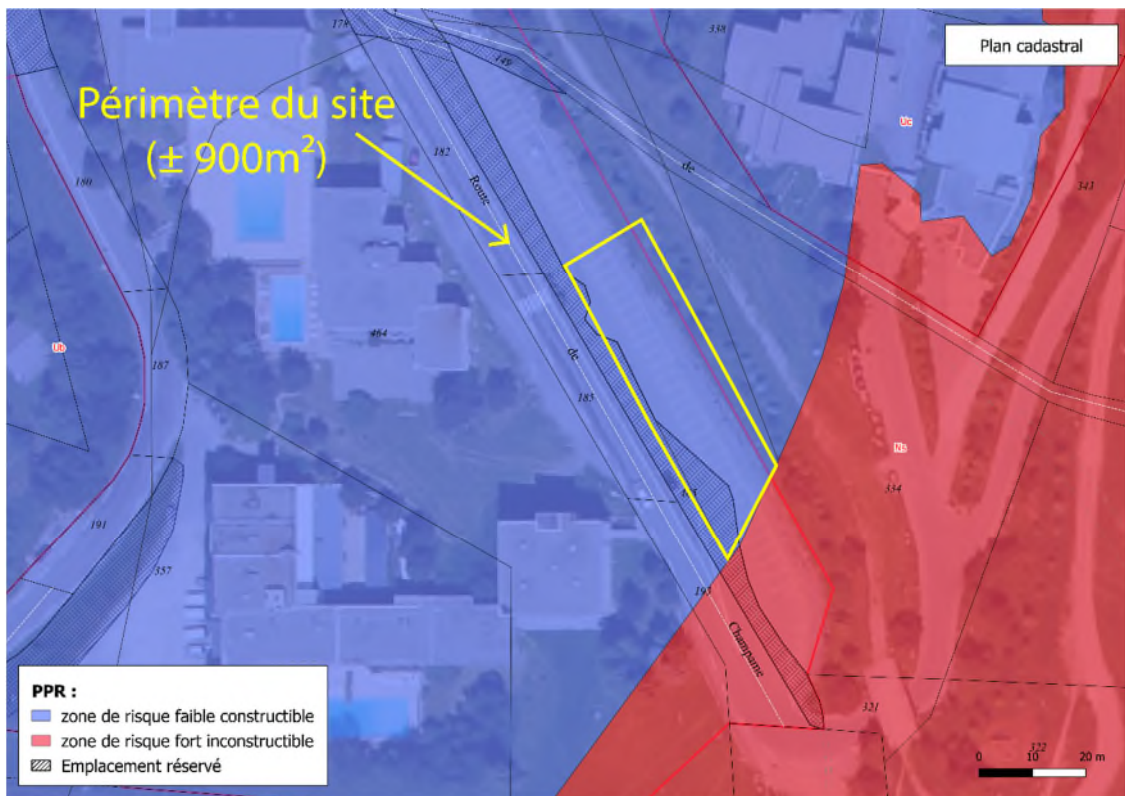 Plan cadastral
Périmètre du site
(± 900m²)
178
149
338
Uc
182
de
343
180
Route
464
Ub
187
de
185
Ns
334
191
357
193
Champame
PPR :
zone de risque faible constructible
zone de risque fort inconstructible
Emplacement réservé
321
322
0 10 20 m